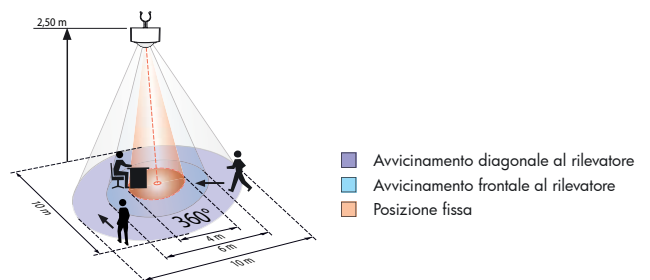 2,50 m
10 m
360°
4 m
6 m
10 m
Avvicinamento diagonale al rilevatore
Avvicinamento frontale al rilevatore
Posizione fissa